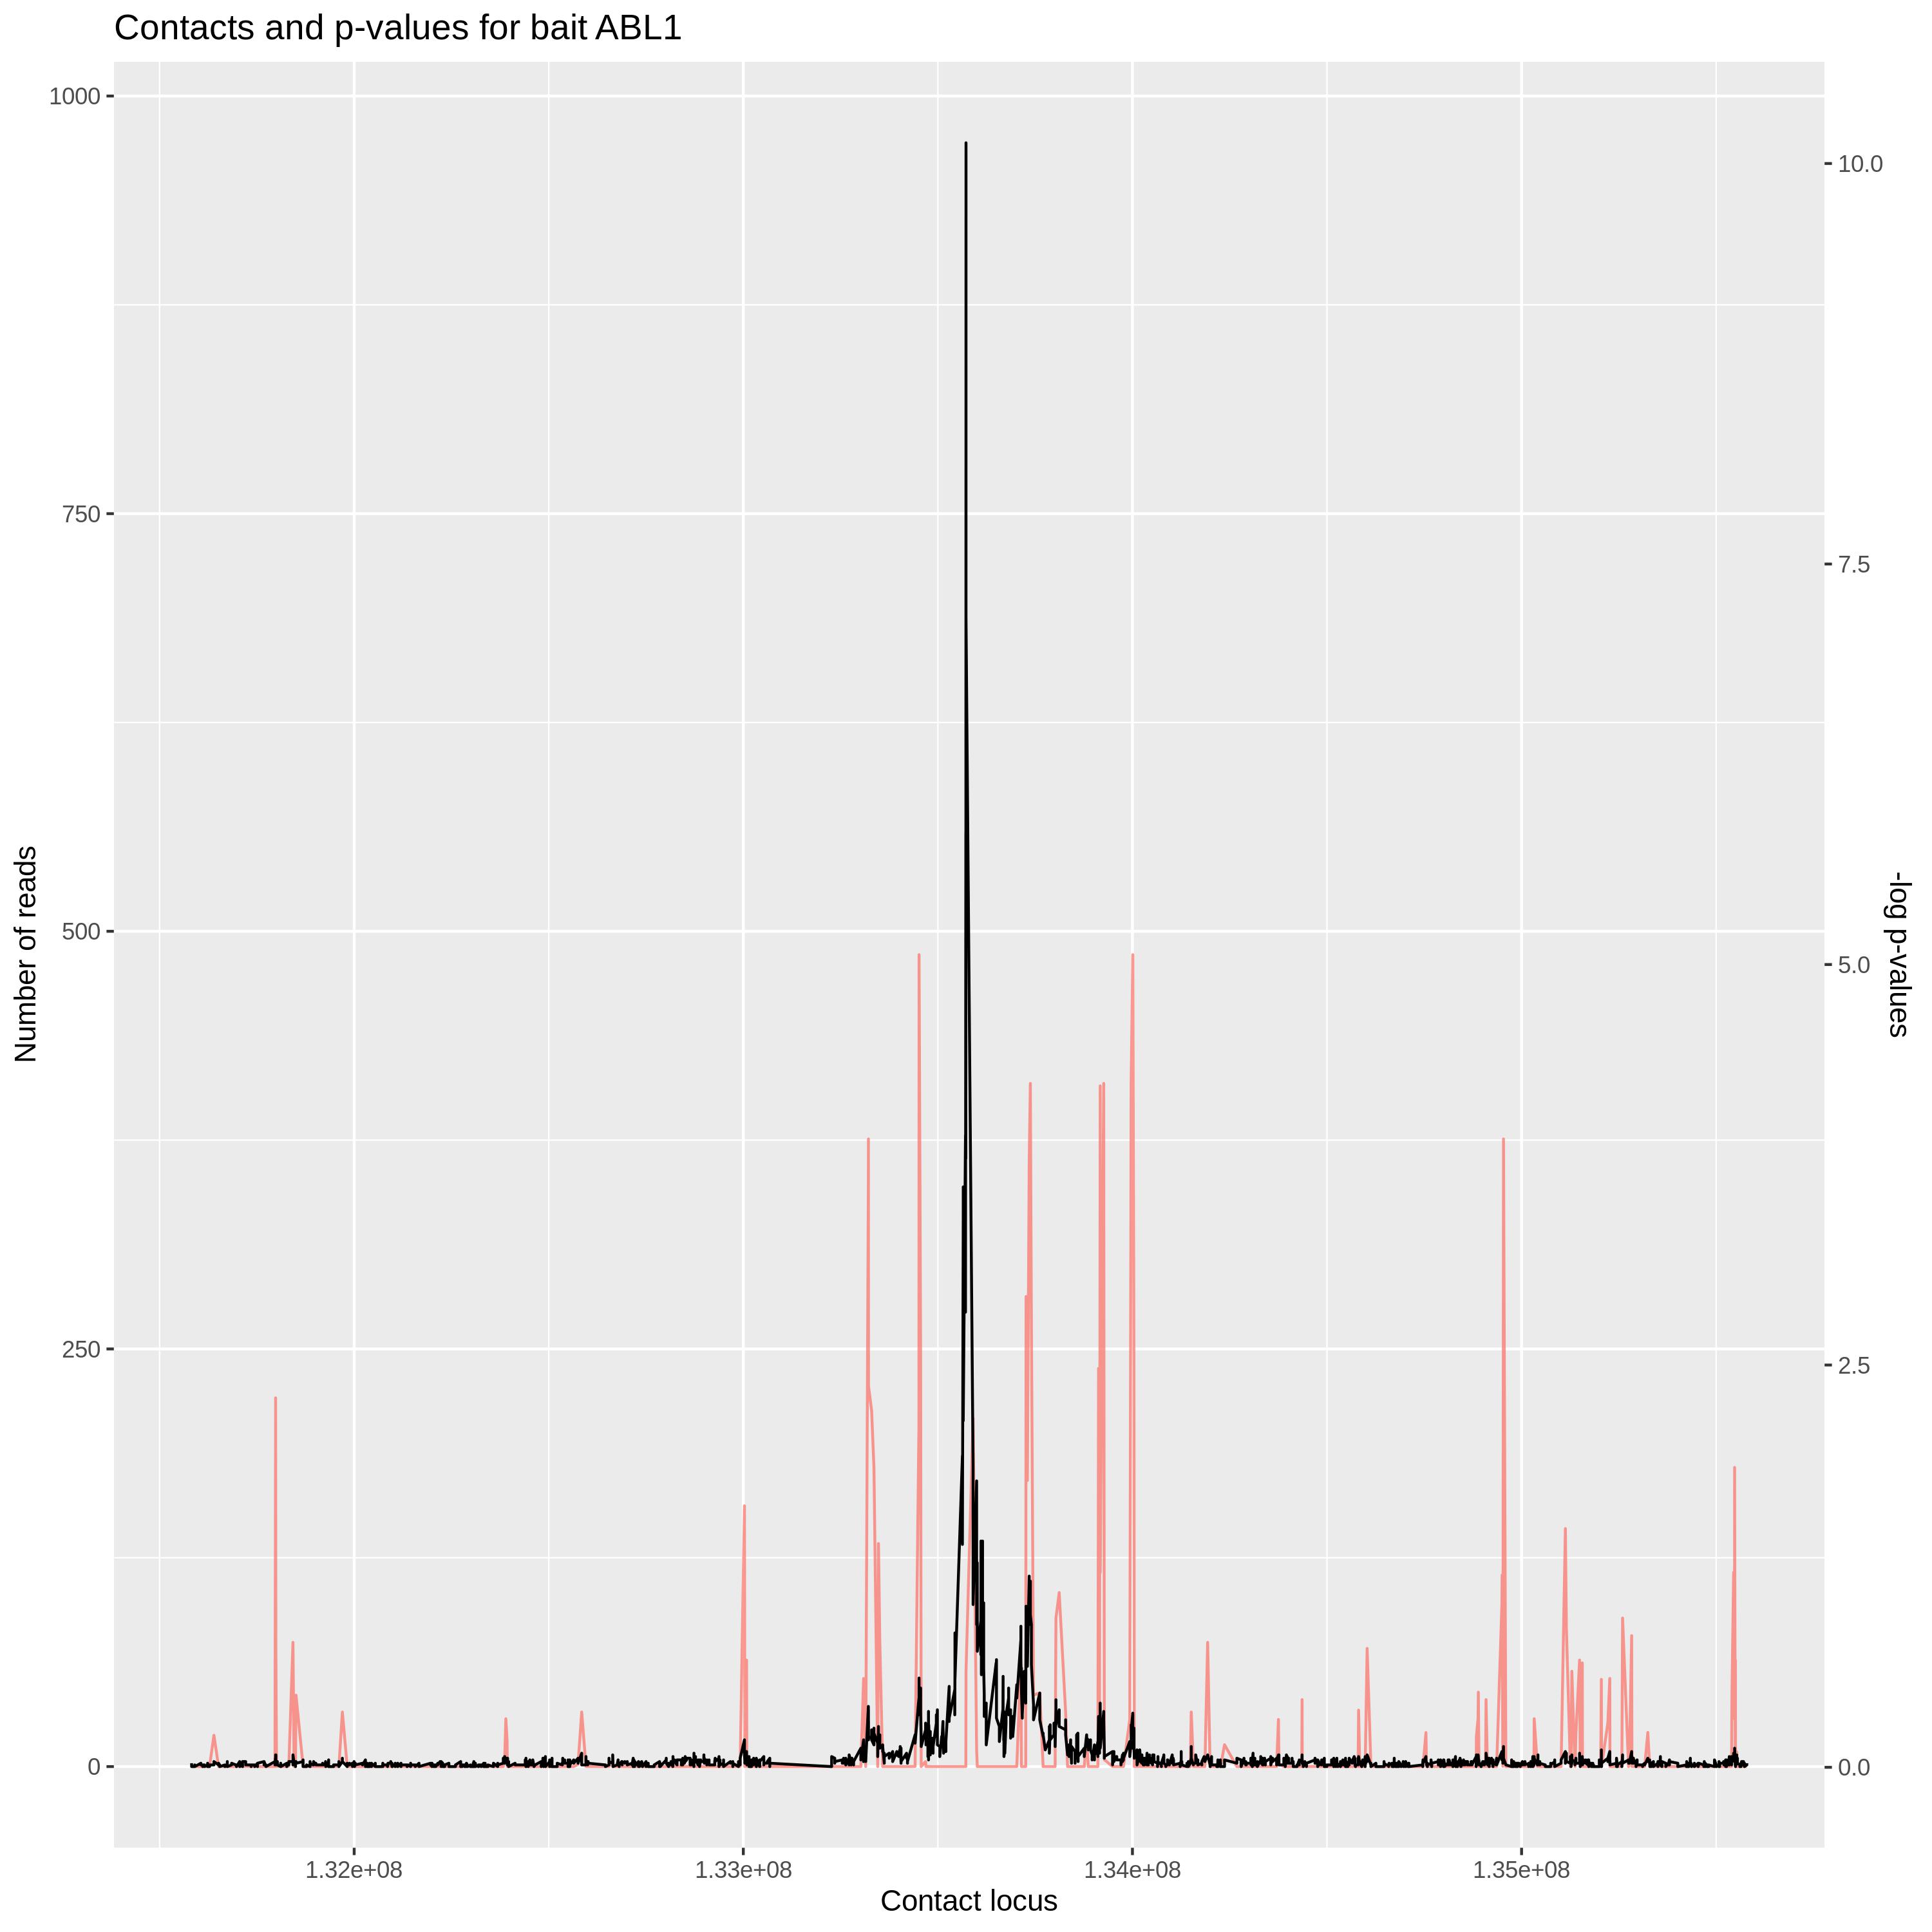 Contacts and p-values for bait ABL1
1000
750
500
250
0
Number of reads
10.0
7.5
5.0
2.5
0.0
-log p-values
1.32e+08
1.33e+08
1.34e+08
1.35e+08
Contact locus